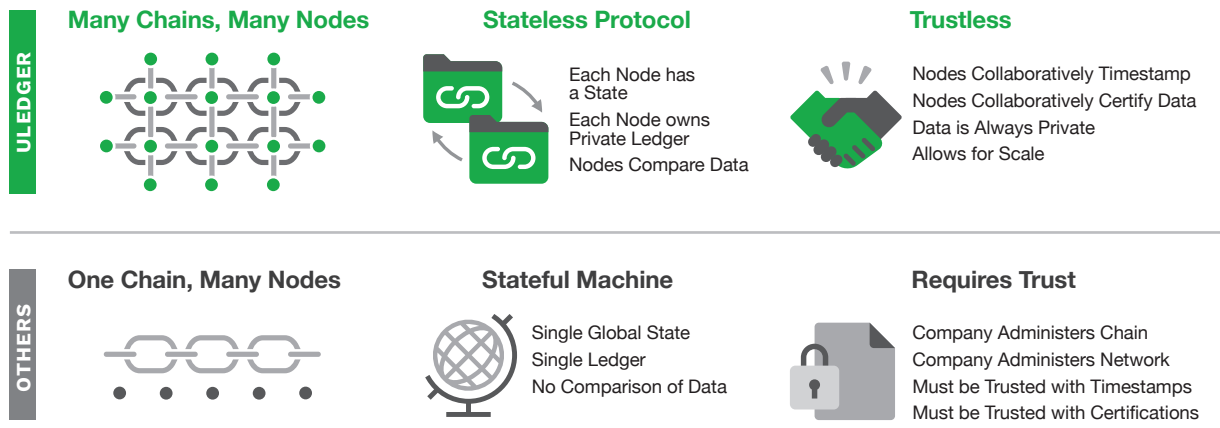 ULEDGER
Many Chains, Many Nodes
Stateless Protocol
Each Node has
a State
Each Node owns
Private Ledger
Nodes Compare Data
Trustless
Nodes Collaboratively Timestamp
Nodes Collaboratively Certify Data
Data is Always Private
Allows for Scale
OTHERS
One Chain, Many Nodes
Stateful Machine
Single Global State
Single Ledger
No Comparison of Data
Requires Trust
Company Administers Chain
Company Administers Network
Must be Trusted with Timestamps
Must be Trusted with Certifications